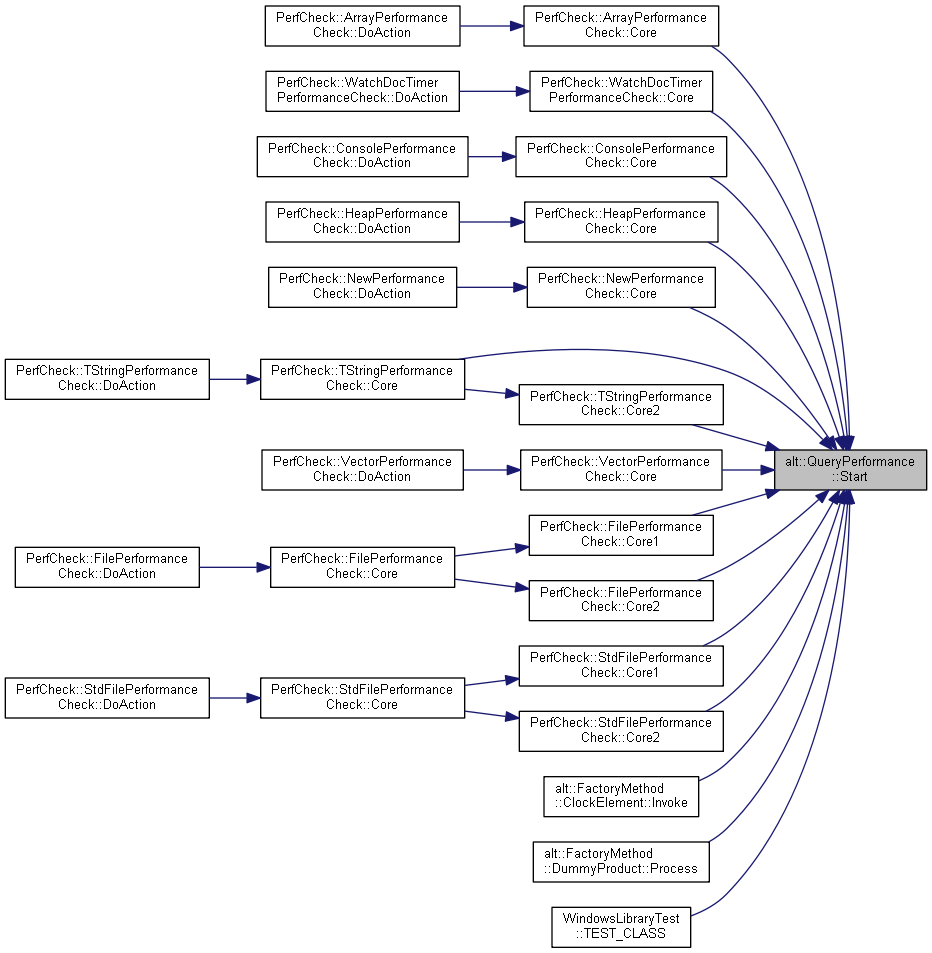 PerfCheck::ArrayPerformance
Check::DoAction
PerfCheck::ArrayPerformance
Check::Core
PerfCheck::WatchDocTimer
PerformanceCheck::DoAction
PerfCheck::WatchDocTimer
PerformanceCheck::Core
PerfCheck::ConsolePerformance
Check::DoAction
PerfCheck::ConsolePerformance
Check::Core
PerfCheck::HeapPerformance
Check::DoAction
PerfCheck::HeapPerformance
Check::Core
PerfCheck::NewPerformance
Check::DoAction
PerfCheck::NewPerformance
Check::Core
PerfCheck::TStringPerformance
Check::DoAction
PerfCheck::TStringPerformance
Check::Core
PerfCheck::TStringPerformance
Check::Core2
alt::QueryPerformance
::Start
PerfCheck::VectorPerformance
Check::DoAction
PerfCheck::VectorPerformance
Check::Core
PerfCheck::FilePerformance
Check::Core1
PerfCheck::FilePerformance
Check::DoAction
PerfCheck::FilePerformance
Check::Core
PerfCheck::FilePerformance
Check::Core2
PerfCheck::StdFilePerformance
Check::Core1
PerfCheck::StdFilePerformance
Check::DoAction
PerfCheck::StdFilePerformance
Check::Core
PerfCheck::StdFilePerformance
Check::Core2
alt::FactoryMethod
::ClockElement::Invoke
alt::FactoryMethod
::DummyProduct::Process
WindowsLibraryTest
::TEST_CLASS